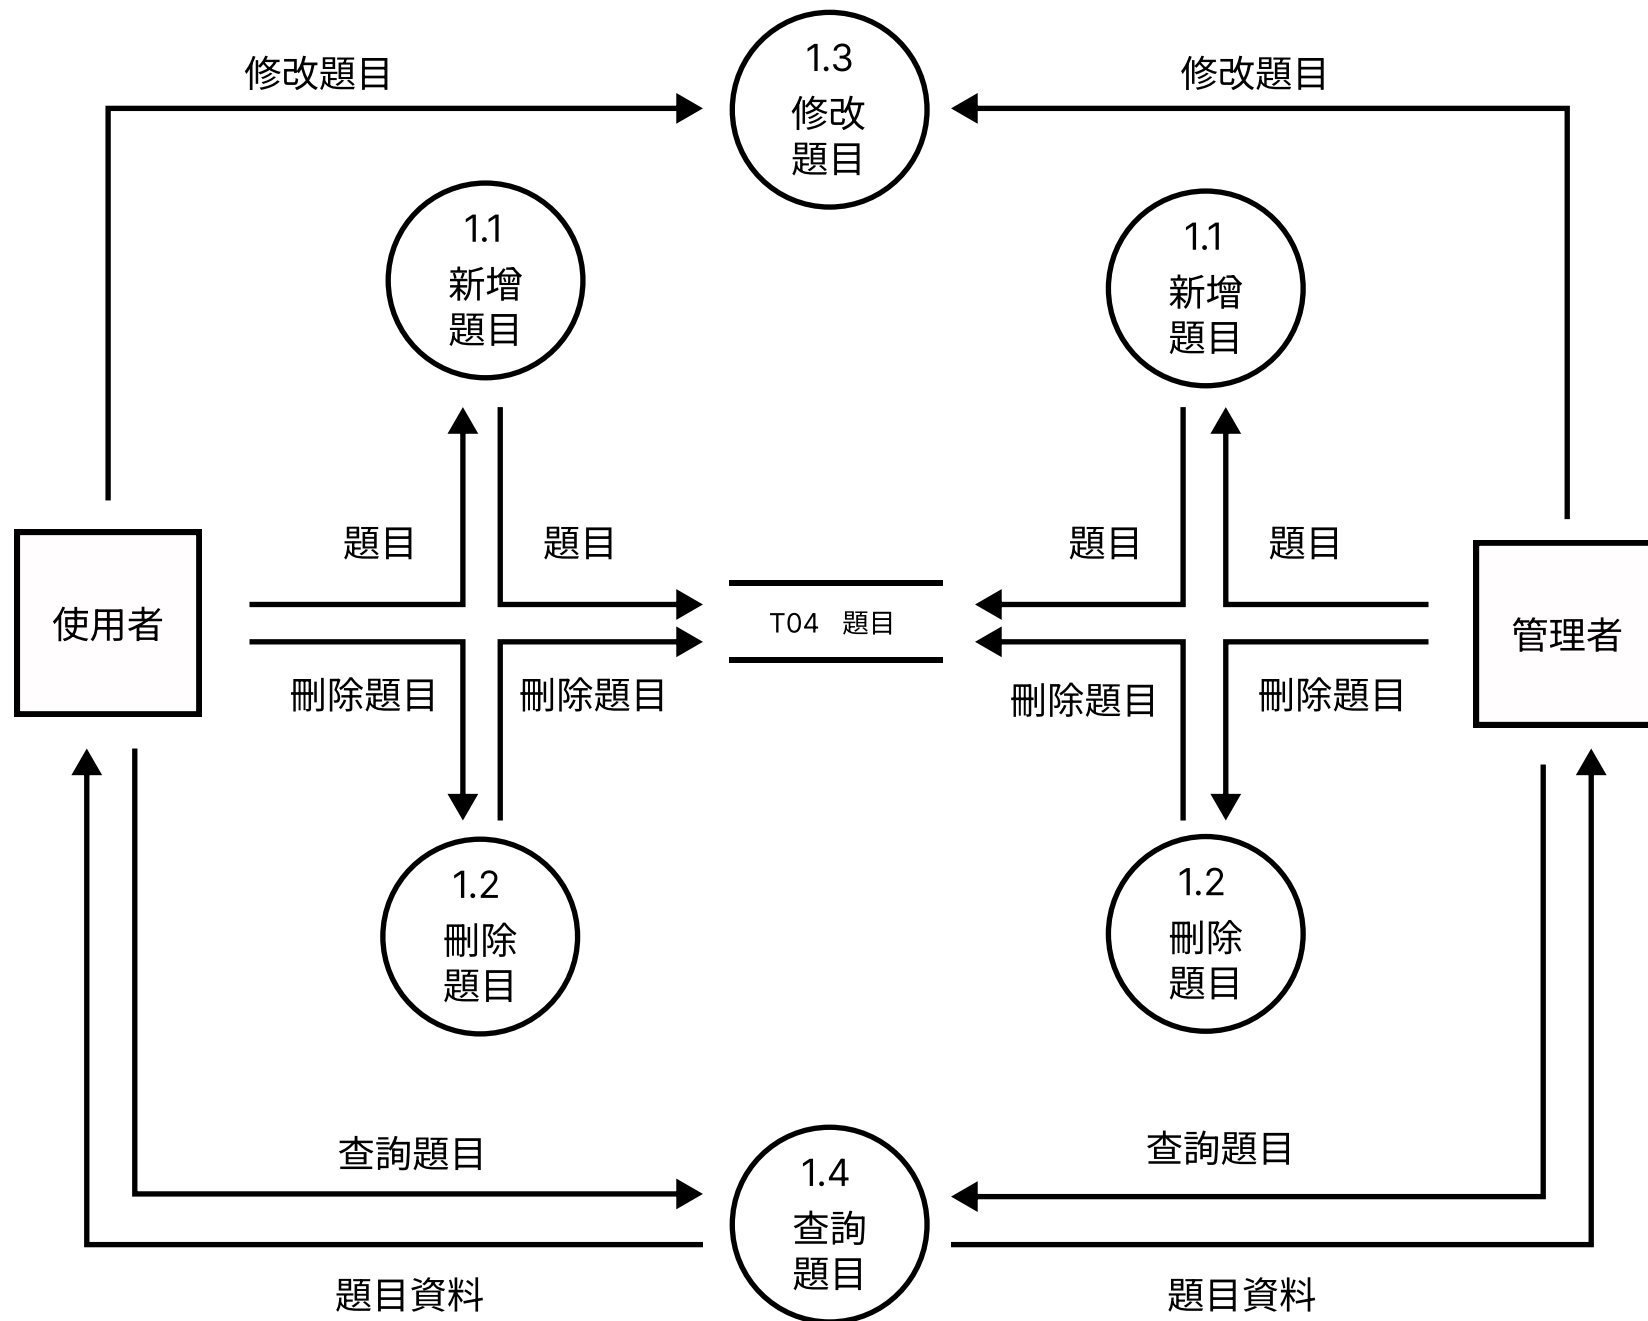 修改題目
1.3
修改
題目
修改題目
1.1
新增
題目
1.1
新增
題目
題目
題目
題目
題目
使用者
T04 題目
管理者
刪除題目
刪除題目
刪除題目
刪除題目
1.2
刪除
題目
1.2
刪除
題目
查詢題目
1.4
查詢
題目
查詢題目
題目資料
題目資料